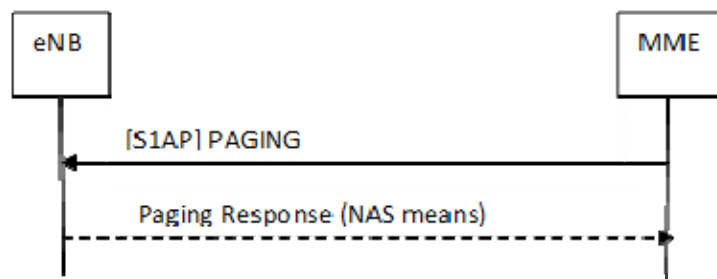 eNB
MME
[S1AP] PAGING
Paging Response (NAS means)